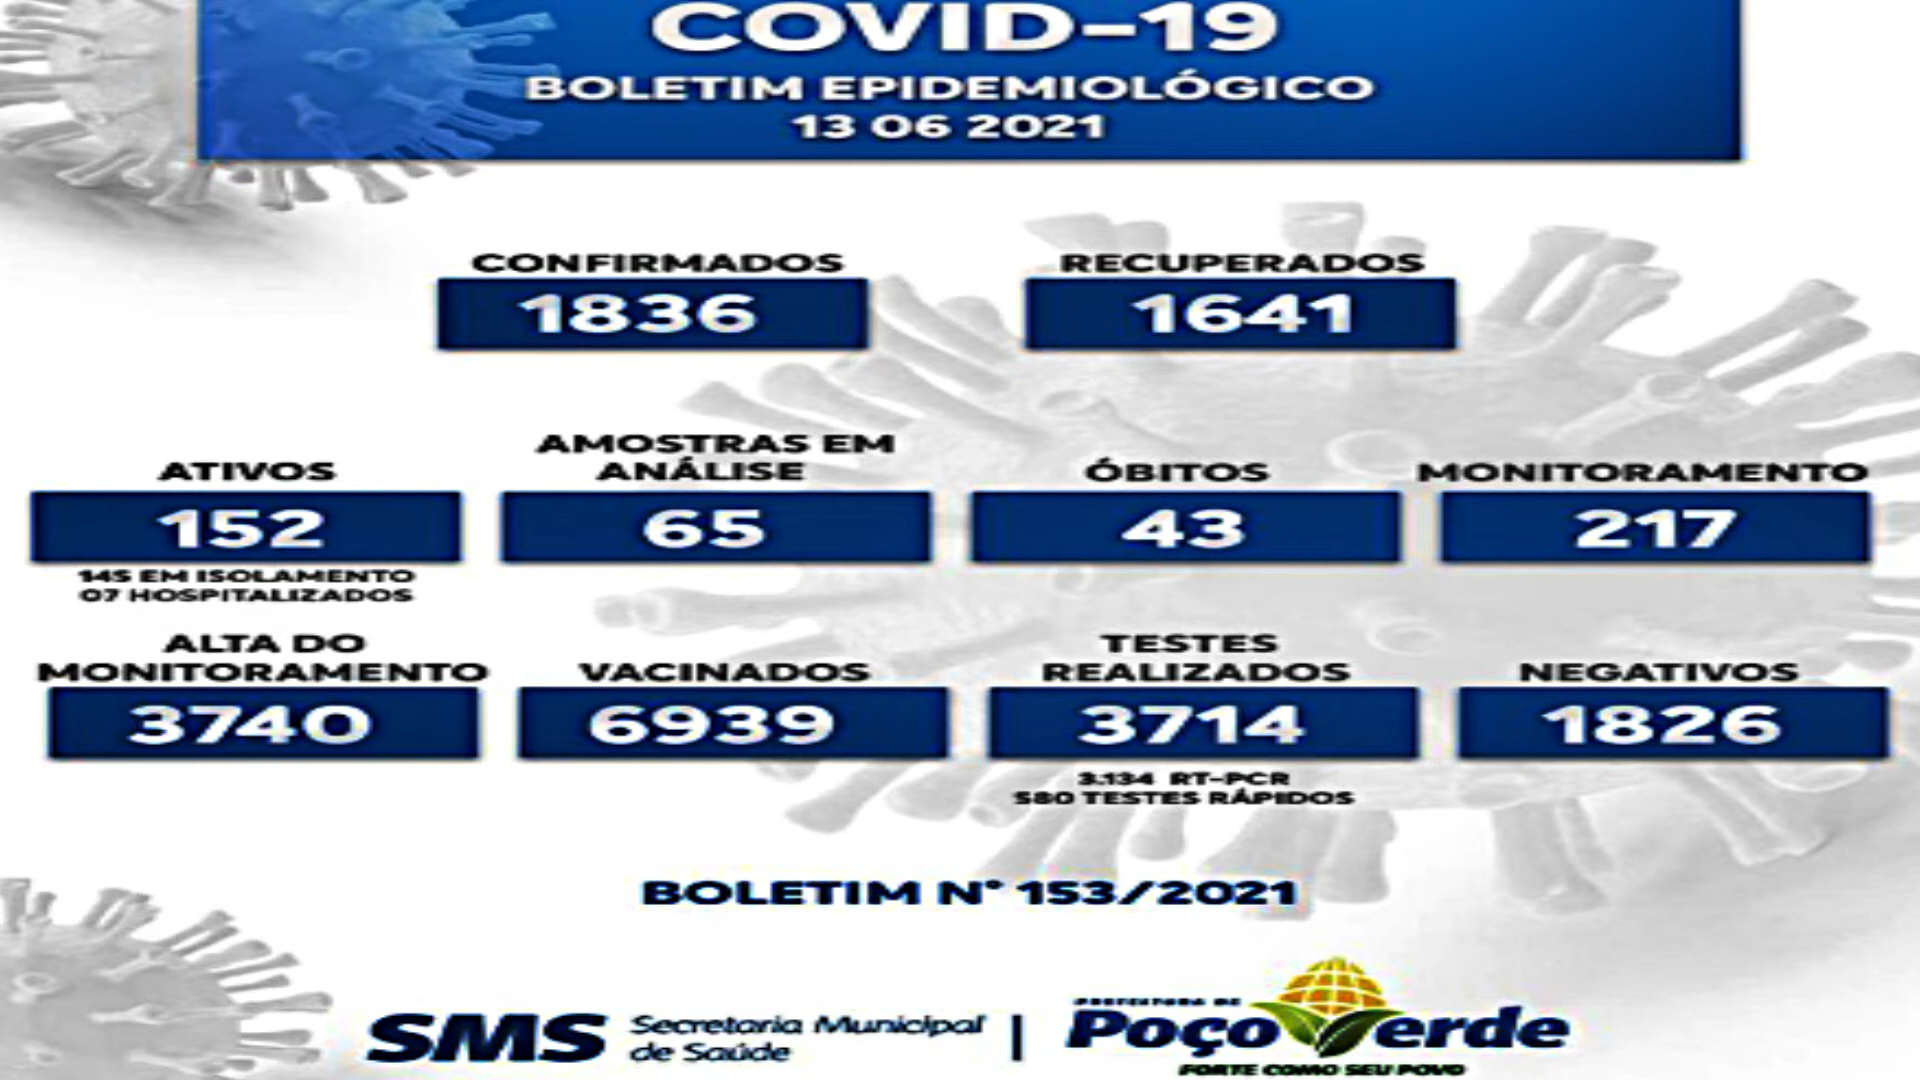 COVID-19
BOLETIM EPIDEMIOLÓGICO
13 06 2021
CONFIRMADOS
1836
RECUPERADOS
1641
ATIVOS
152
145 EM ISOLAMENTO
07 HOSPITALIZADOS
AMOSTRAS EM
ANÁLISE
65
ÓBITOS
43
MONITORAMENTO
217
ALTA DO
MONITORAMENTO
3740
VACINADOS
6939
TESTES
REALIZADOS
3714
3.134 RT-PCR
580 TESTES RÁPIDOS
NEGATIVOS
1826
BOLETIM N° 153/2021
SMS
Secretaria Municipal
de Saúde
PREFEITURA DE
Poço Verde
FORTE COMO SEU POVO